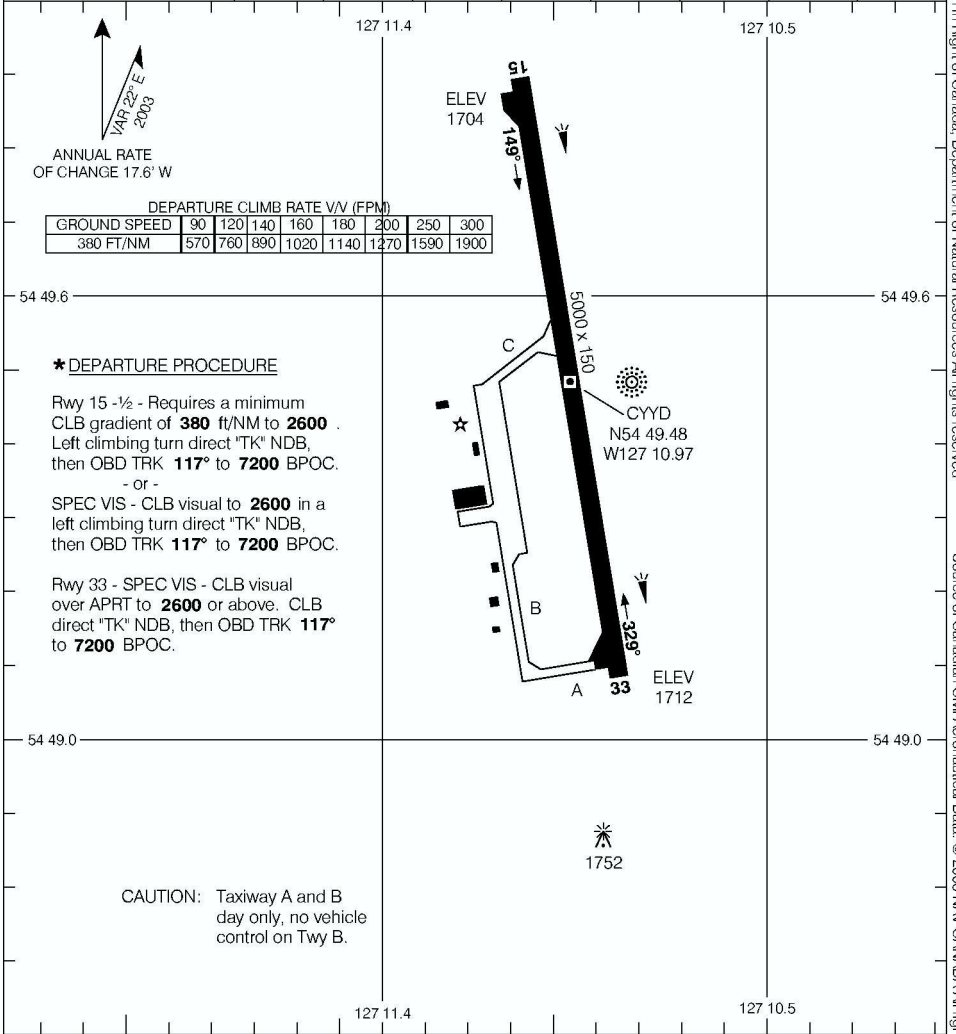 127 11.4
127 10.5
VAR 22° E
2003
ANNUAL RATE
OF CHANGE 17.6' W
15
ELEV
1704
149°
DEPARTURE CLIMB RATE V/V (FPM)
GROUND SPEED 90 120 140 160 180 200 250 300
380 FT/NM 570 760 890 1020 1140 1270 1590 1900
54 49.6
54 49.6
5000 x 150
C
CYYD
N54 49.48
W127 10.97
*DEPARTURE PROCEDURE
Rwy 15 -½ - Requires a minimum
CLB gradient of 380 ft/NM to 2600 .
Left climbing turn direct "TK" NDB,
then OBD TRK 117° to 7200 BPOC.
- or -
SPEC VIS - CLB visual to 2600 in a
left climbing turn direct "TK" NDB,
then OBD TRK 117° to 7200 BPOC.
Rwy 33 - SPEC VIS - CLB visual
over APRT to 2600 or above. CLB
direct "TK" NDB, then OBD TRK 117°
to 7200 BPOC.
B
329°
A
33
ELEV
1712
54 49.0
54 49.0
1752
CAUTION: Taxiway A and B
day only, no vehicle
control on Twy B.
127 11.4
127 10.5